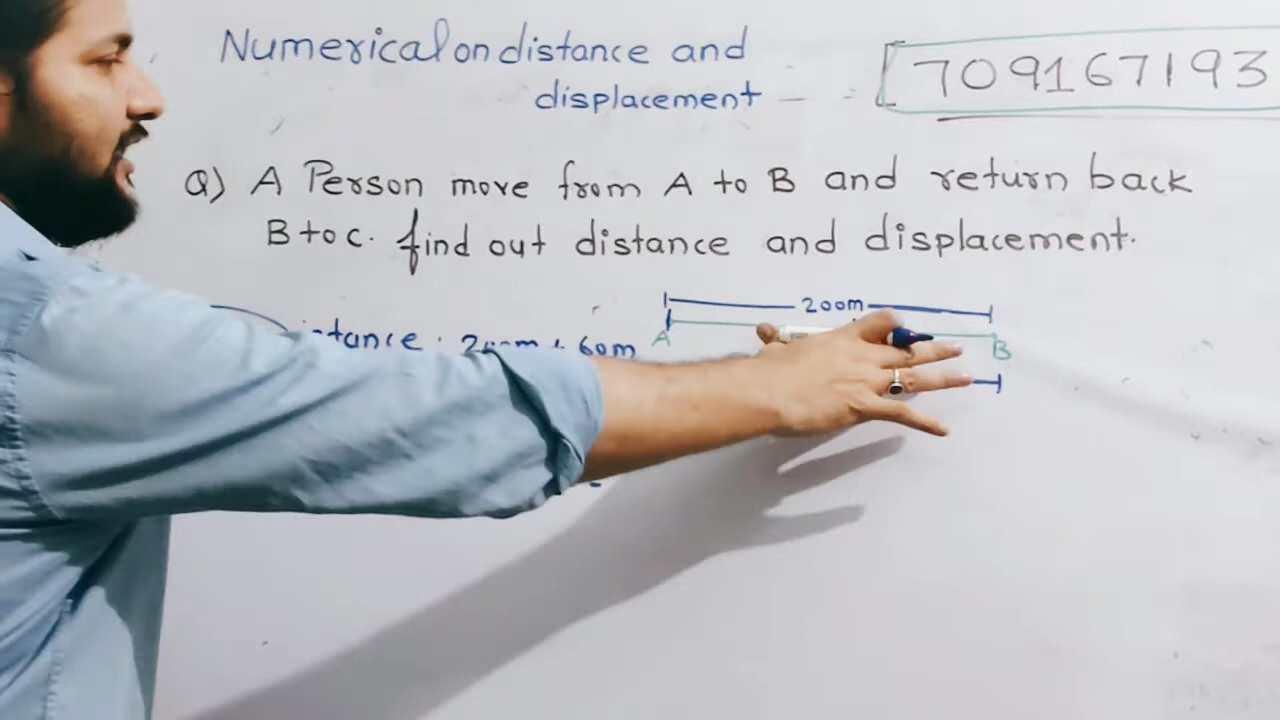 Numerical on distance and
displacement
709167193
Q) A Person move from A to B and return back
B to c. find out distance and displacement.
200m
A
B
60m